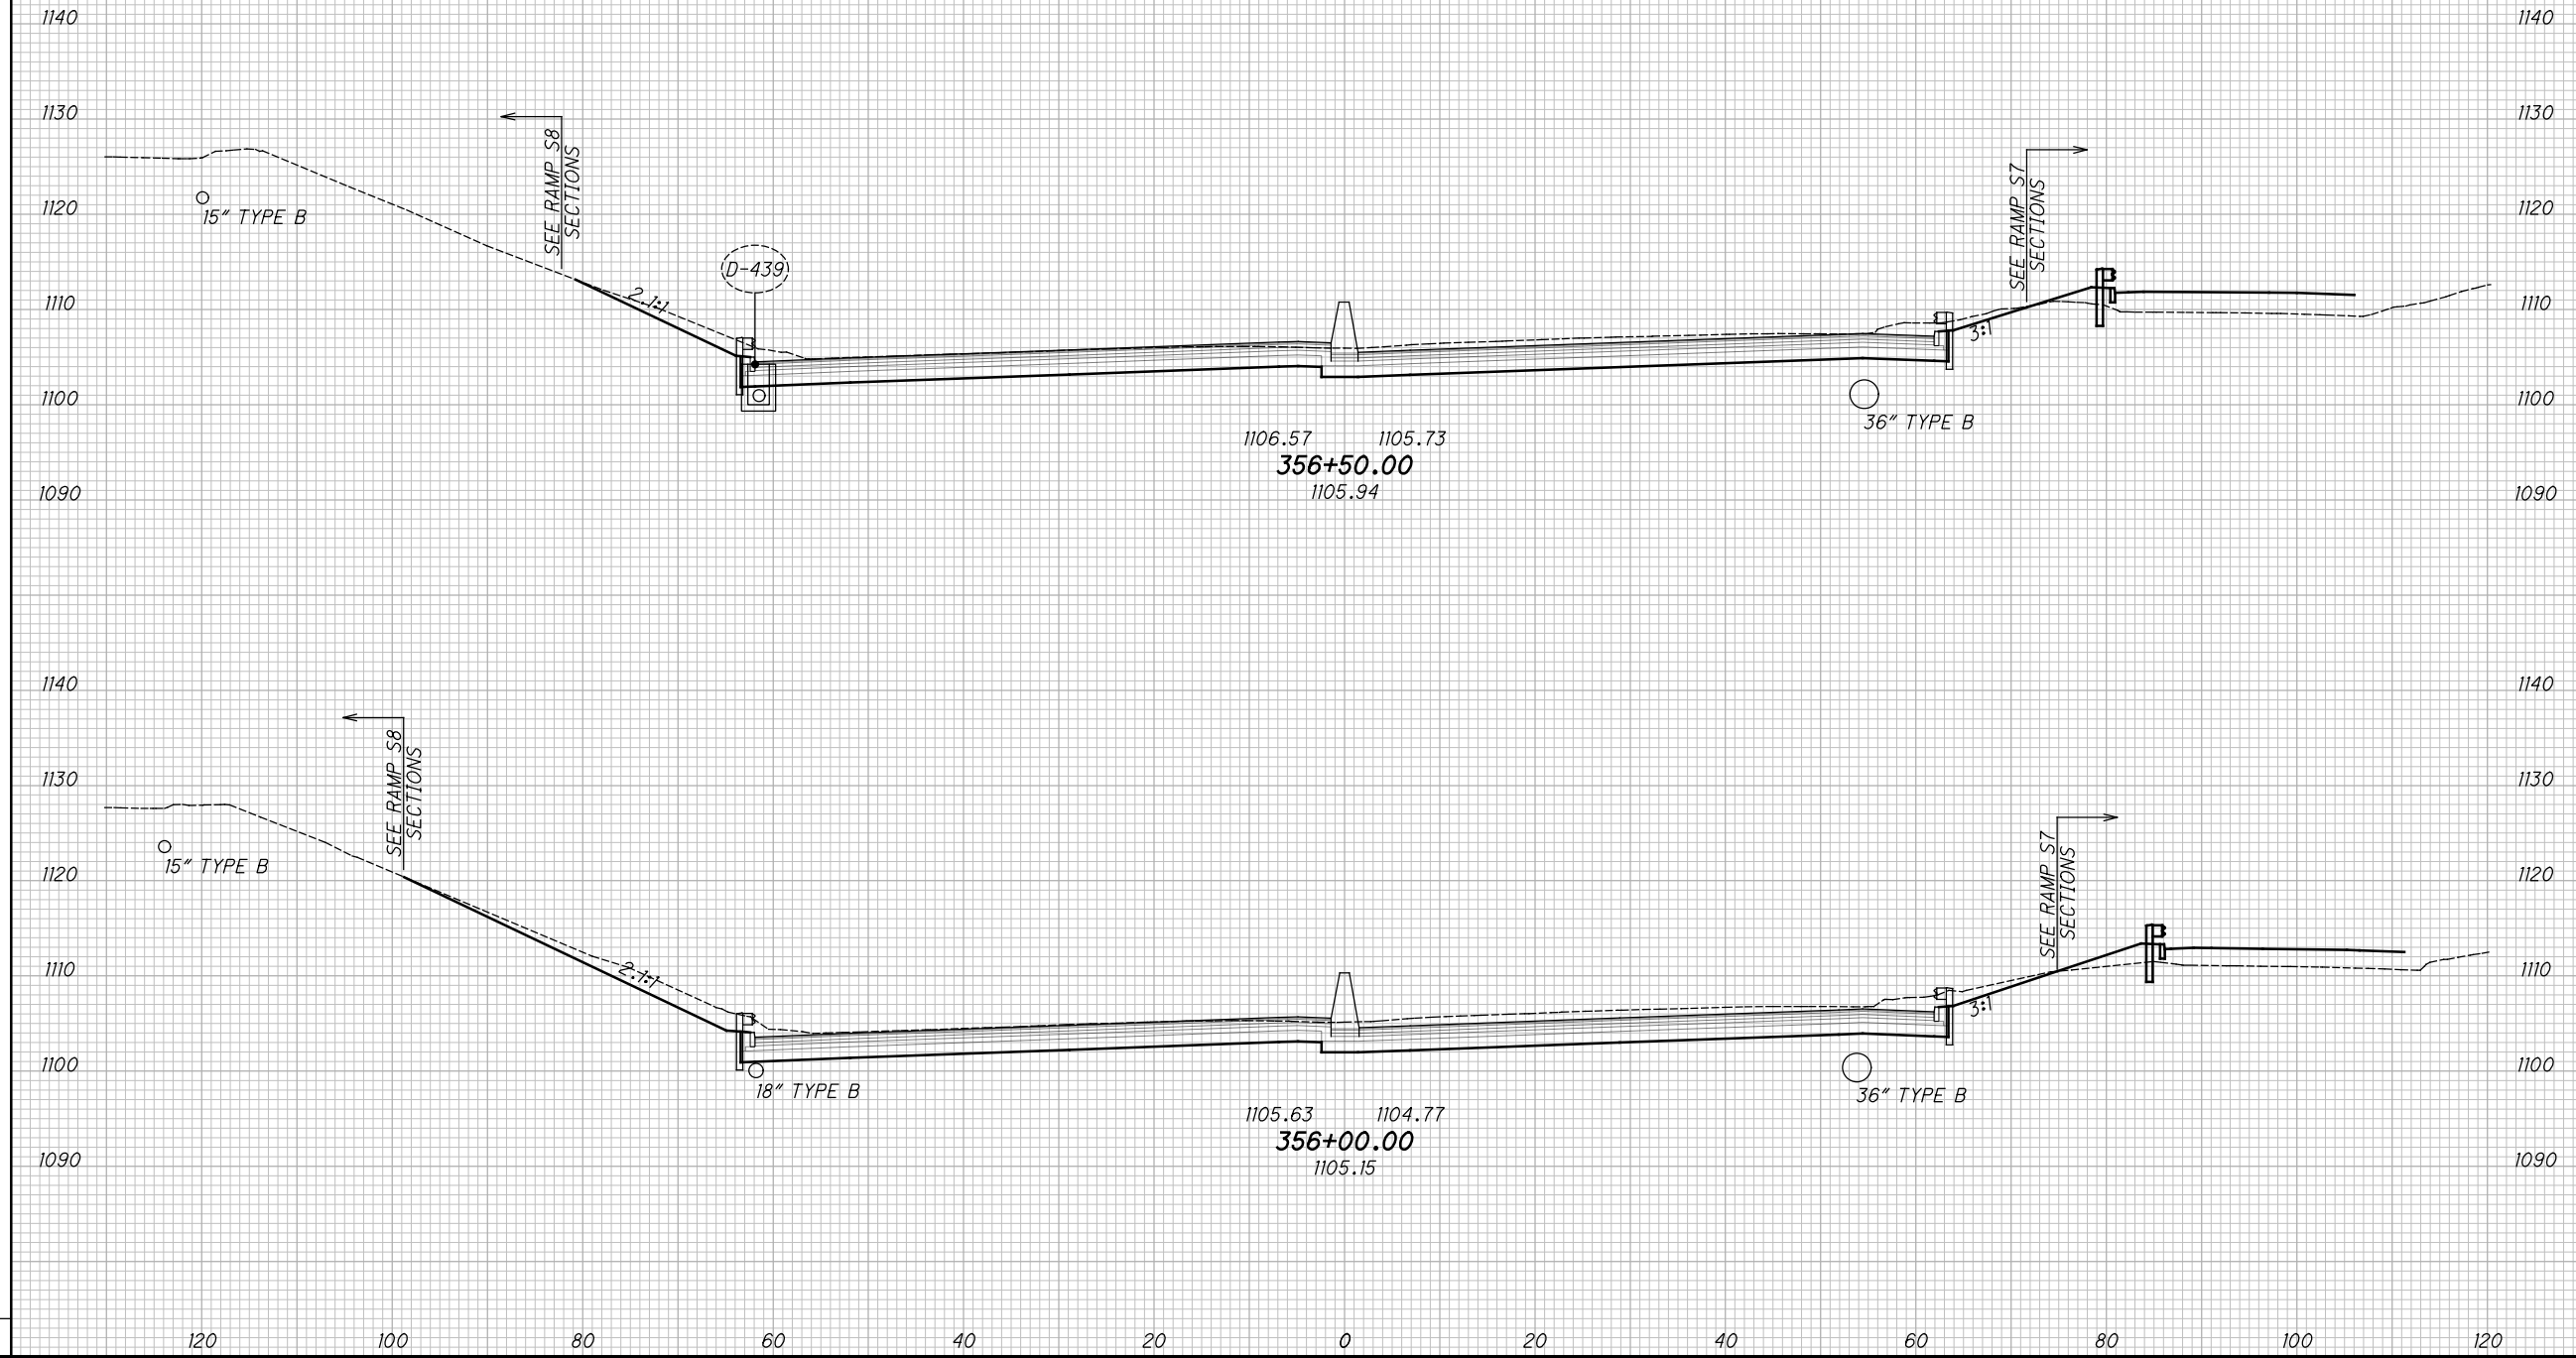 1140 1140
1130 1130
SEE RAMP S8
SECTIONS
SEE RAMP S7
SECTIONS
1120 1120
15" TYPE B
D-439
2.1:1
1110 1110
3:1
1100 1100
36" TYPE B
1106.57 1105.73
356+50.00
1105.94
1090 1090
1140 1140
SEE RAMP S8
SECTIONS
1130 1130
SEE RAMP S7
SECTIONS
15" TYPE B
1120 1120
2.1:1
1110 1110
3:1
1100 1100
18" TYPE B
36" TYPE B
1105.63 1104.77
356+00.00
1105.15
1090 1090
120 100 80 60 40 20 0 20 40 60 80 100 120